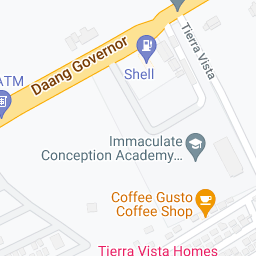 Daang Governor
Tierra Vista
Shell
ATM
Immaculate
Conception Academy...
Coffee Gusto
Coffee Shop
Tierra Vista Homes